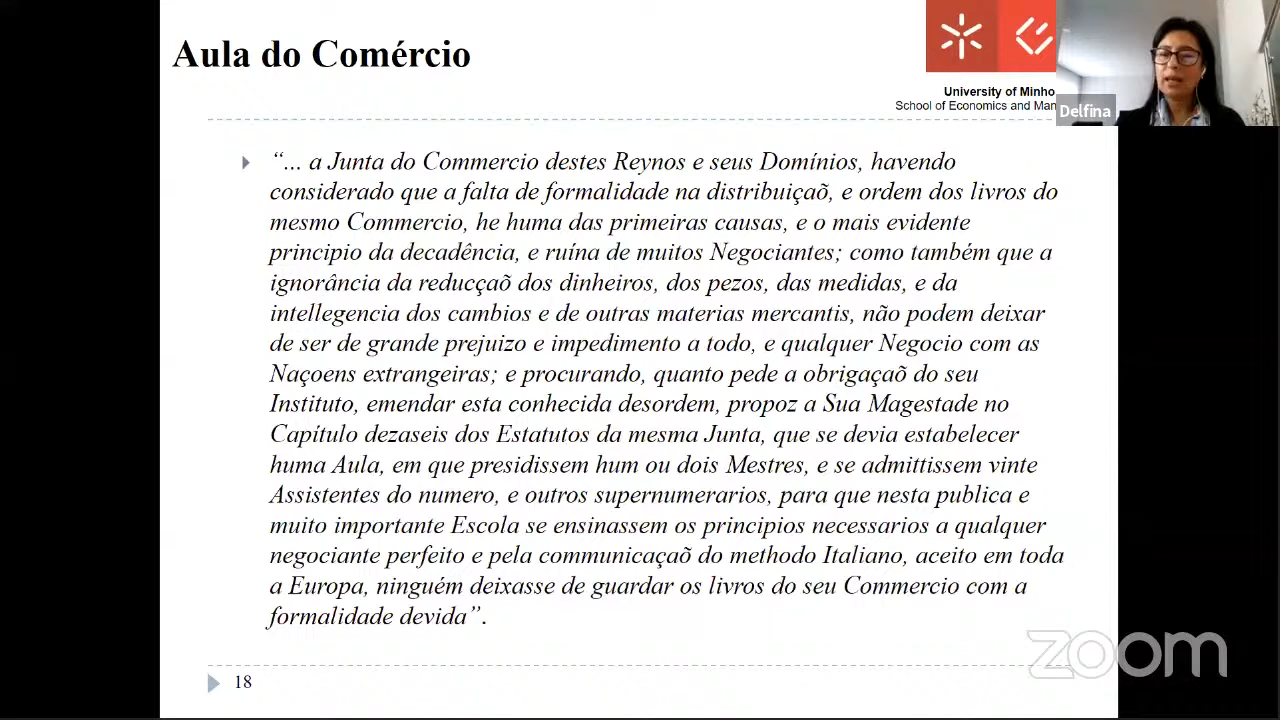 Aula do Comércio
University of Minho
School of Economics and Man
Delfina
“... a Junta do Commercio destes Reynos e seus Domínios, havendo
considerado que a falta de formalidade na distribuiçaõ, e ordem dos livros do
mesmo Commercio, he huma das primeiras causas, e o mais evidente
principio da decadência, e ruína de muitos Negociantes; como também que a
ignorância da reducçaõ dos dinheiros, dos pezos, das medidas, e da
intellegencia dos cambios e de outras materias mercantis, não podem deixar
de ser de grande prejuizo e impedimento a todo, e qualquer Negocio com as
Naçoens extrangeiras; e procurando, quanto pede a obrigaçaõ do seu
Instituto, emendar esta conhecida desordem, propoz a Sua Magestade no
Capítulo dezaseis dos Estatutos da mesma Junta, que se devia estabelecer
huma Aula, em que presidissem hum ou dois Mestres, e se admittissem vinte
Assistentes do numero, e outros supernumerarios, para que nesta publica e
muito importante Escola se ensinassem os principios necessarios a qualquer
negociante perfeito e pela communicaçaõ do methodo Italiano, aceito em toda
a Europa, ninguém deixasse de guardar os livros do seu Commercio com a
formalidade devida”.
zoom
18